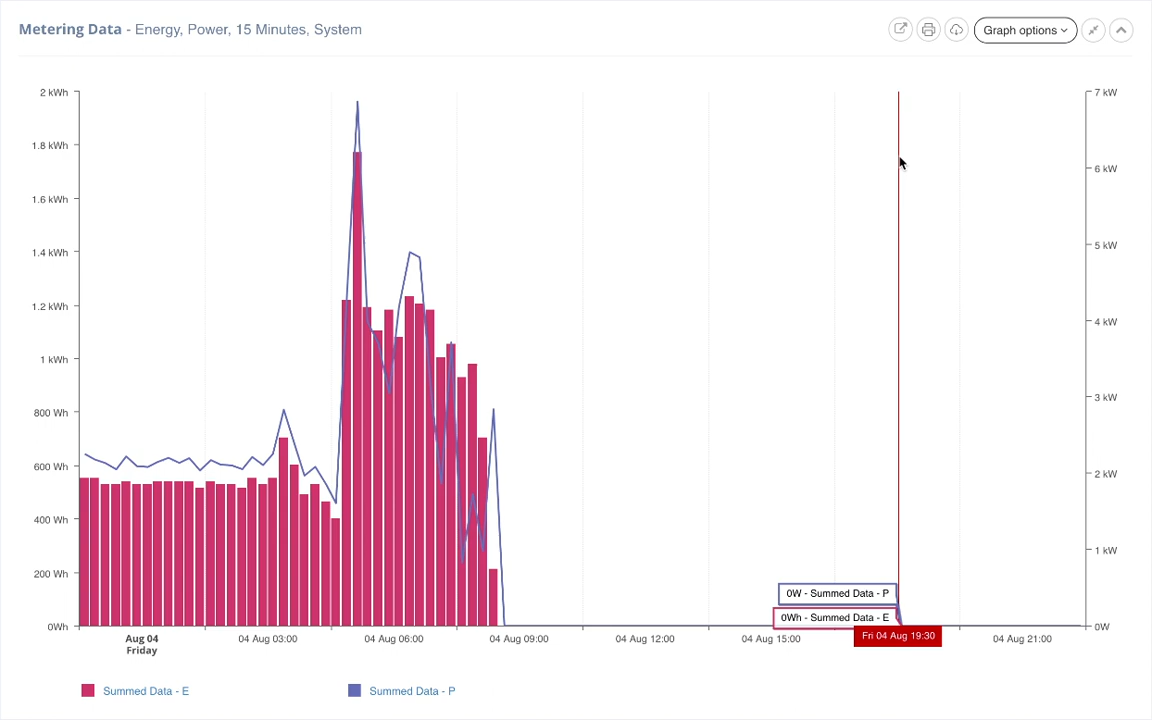 Metering Data - Energy, Power, 15 Minutes, System
Graph options
2 kWh
1.8 kWh
1.6 kWh
1.4 kWh
1.2 kWh
1 kWh
800 Wh
600 Wh
400 Wh
200 Wh
0Wh
7 kW
6 kW
5 kW
4 kW
3 kW
2 kW
1 kW
0W
0W - Summed Data - P
0Wh - Summed Data - E
Fri 04 Aug 19:30
Aug 04
Friday
04 Aug 03:00
04 Aug 06:00
04 Aug 09:00
04 Aug 12:00
04 Aug 15:00
04 Aug 21:00
Summed Data - E
Summed Data - P